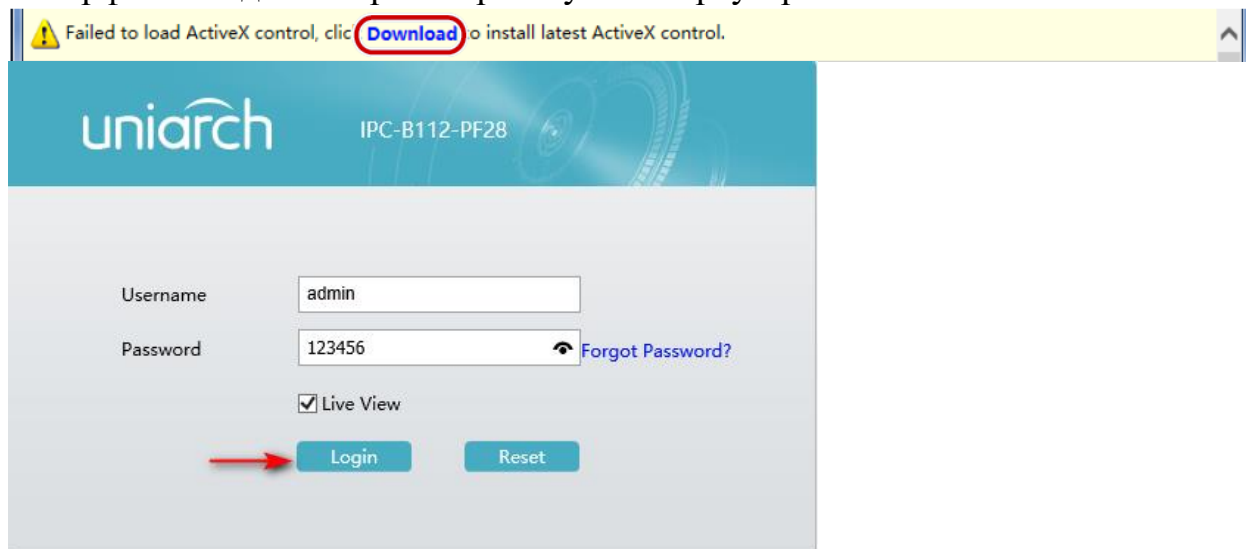 Failed to load ActiveX control, clic Download o install latest ActiveX control.
uniarch IPC-B112-PF28
Username admin
Password 123456 Forgot Password?
Live View
Login Reset